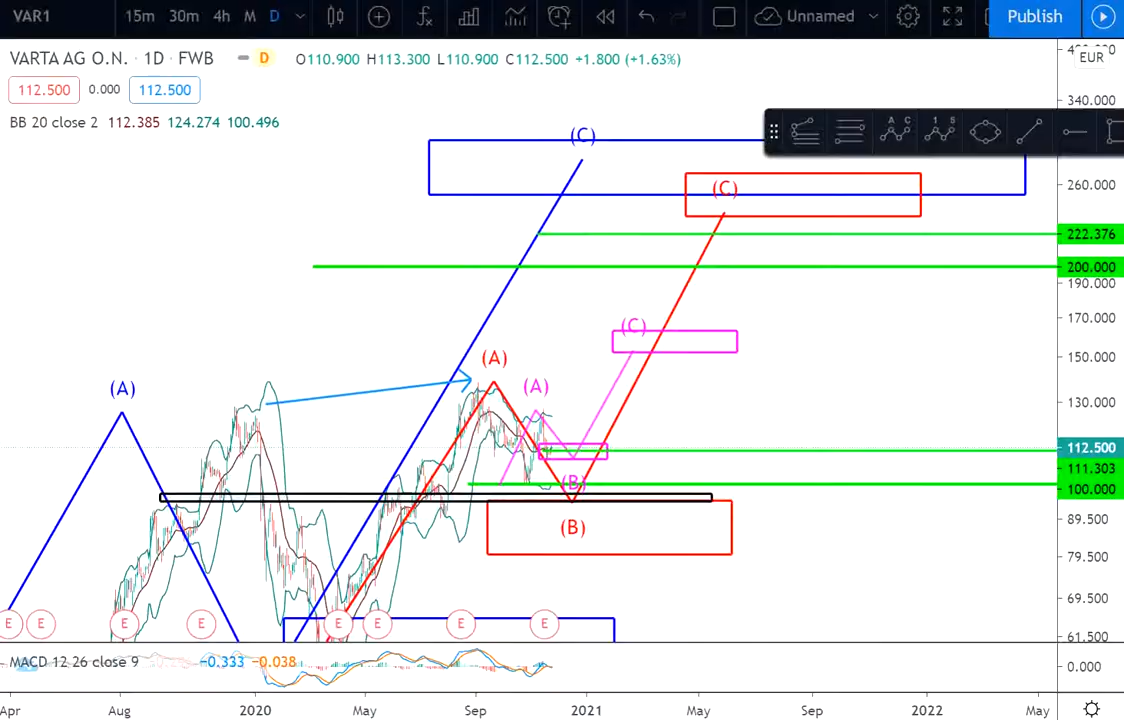 VAR1 15m 30m 4h M D Unnamed Publish
VARTA AG O.N. · 1D · FWB D O110.900 H113.300 L110.900 C112.500 +1.800 (+1.63%)
EUR
112.500 0.000 112.500
BB 20 close 2 112.385 124.274 100.496
340.000
(C)
A C
1 5
260.000
(C)
222.376
200.000
190.000
170.000
(C)
150.000
(A)
(A)
(A)
130.000
112.500
111.303
100.000
(B)
89.500
(B)
79.500
69.500
E E E E E E E E
61.500
MACD 12 26 close 9 −0.333 −0.038
0.000
Apr Aug 2020 May Sep 2021 May Sep 2022 May